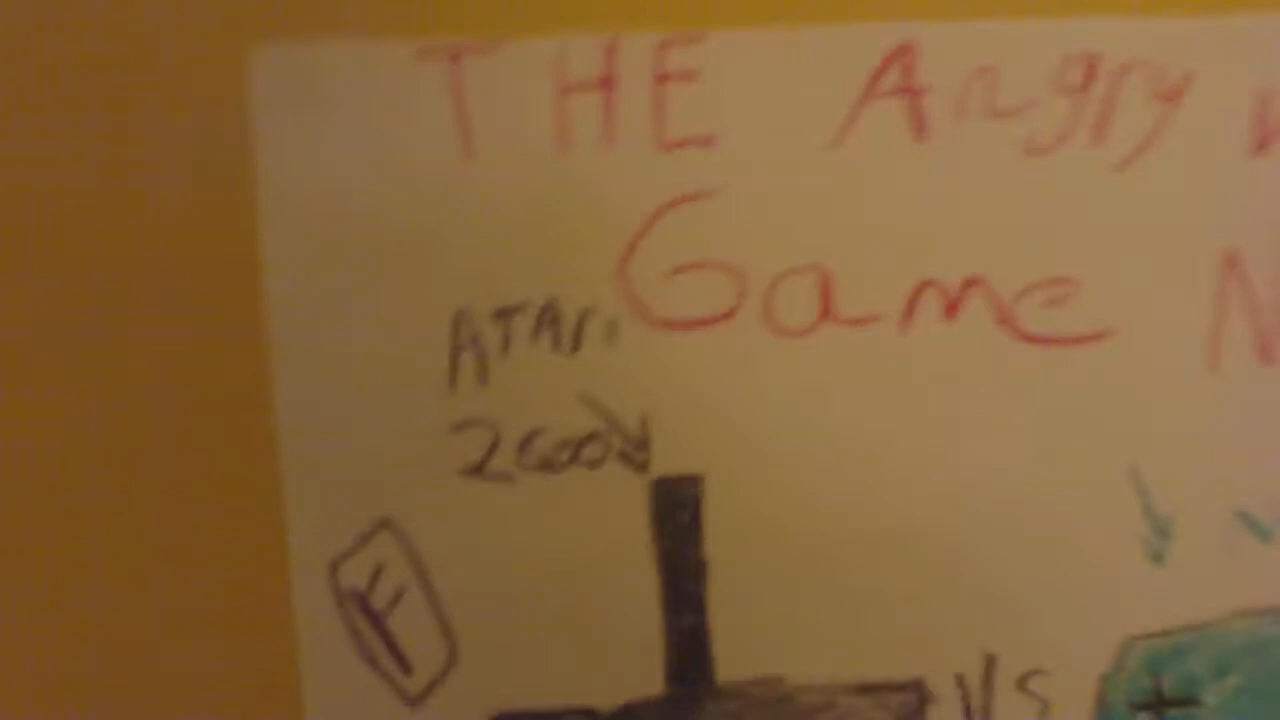 THE Angry
Game N
ATARi
2600
F
VS
+